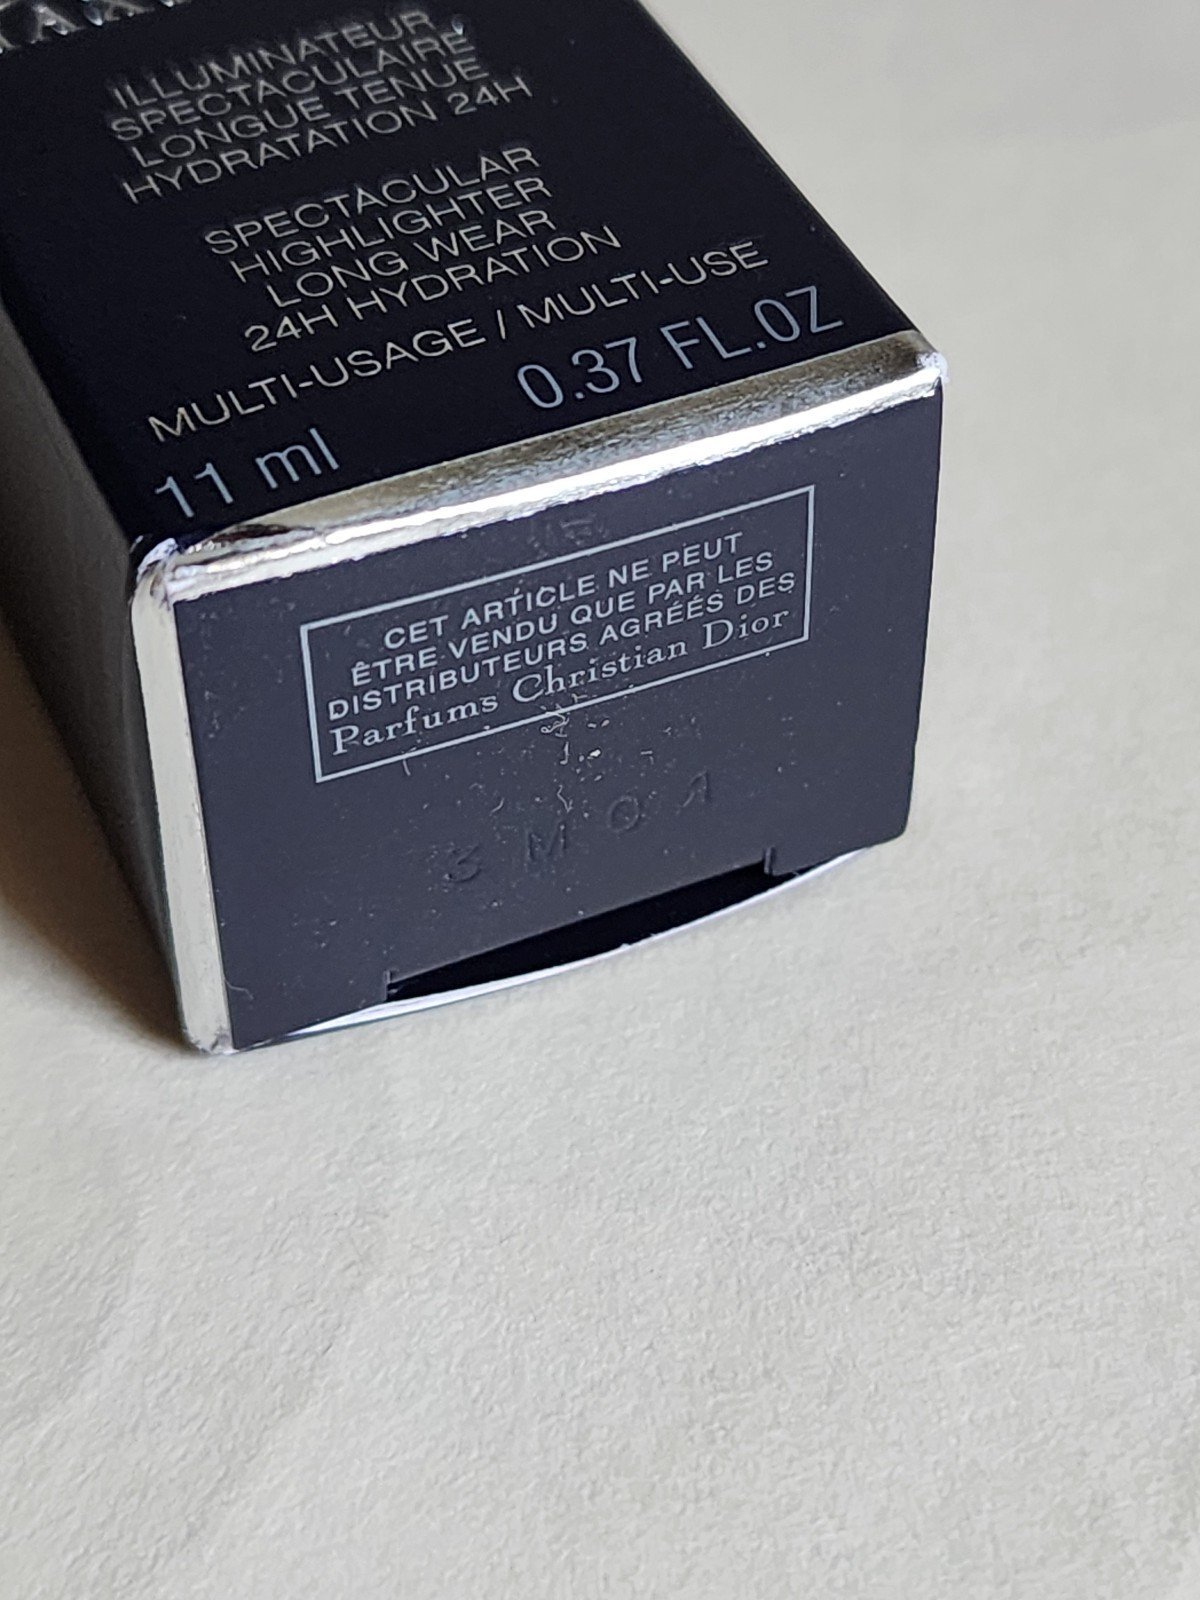 ILLUMINATEUR
SPECTACULAIRE
LONGUE TENUE
HYDRATATION 24H
SPECTACULAR
HIGHLIGHTER
LONG WEAR
24H HYDRATION
MULTI-USAGE / MULTI-USE
11 ml 0.37 FL.OZ
CET ARTICLE NE PEUT
ÊTRE VENDU QUE PAR LES
DISTRIBUTEURS AGRÉÉS DES
Parfums Christian Dior